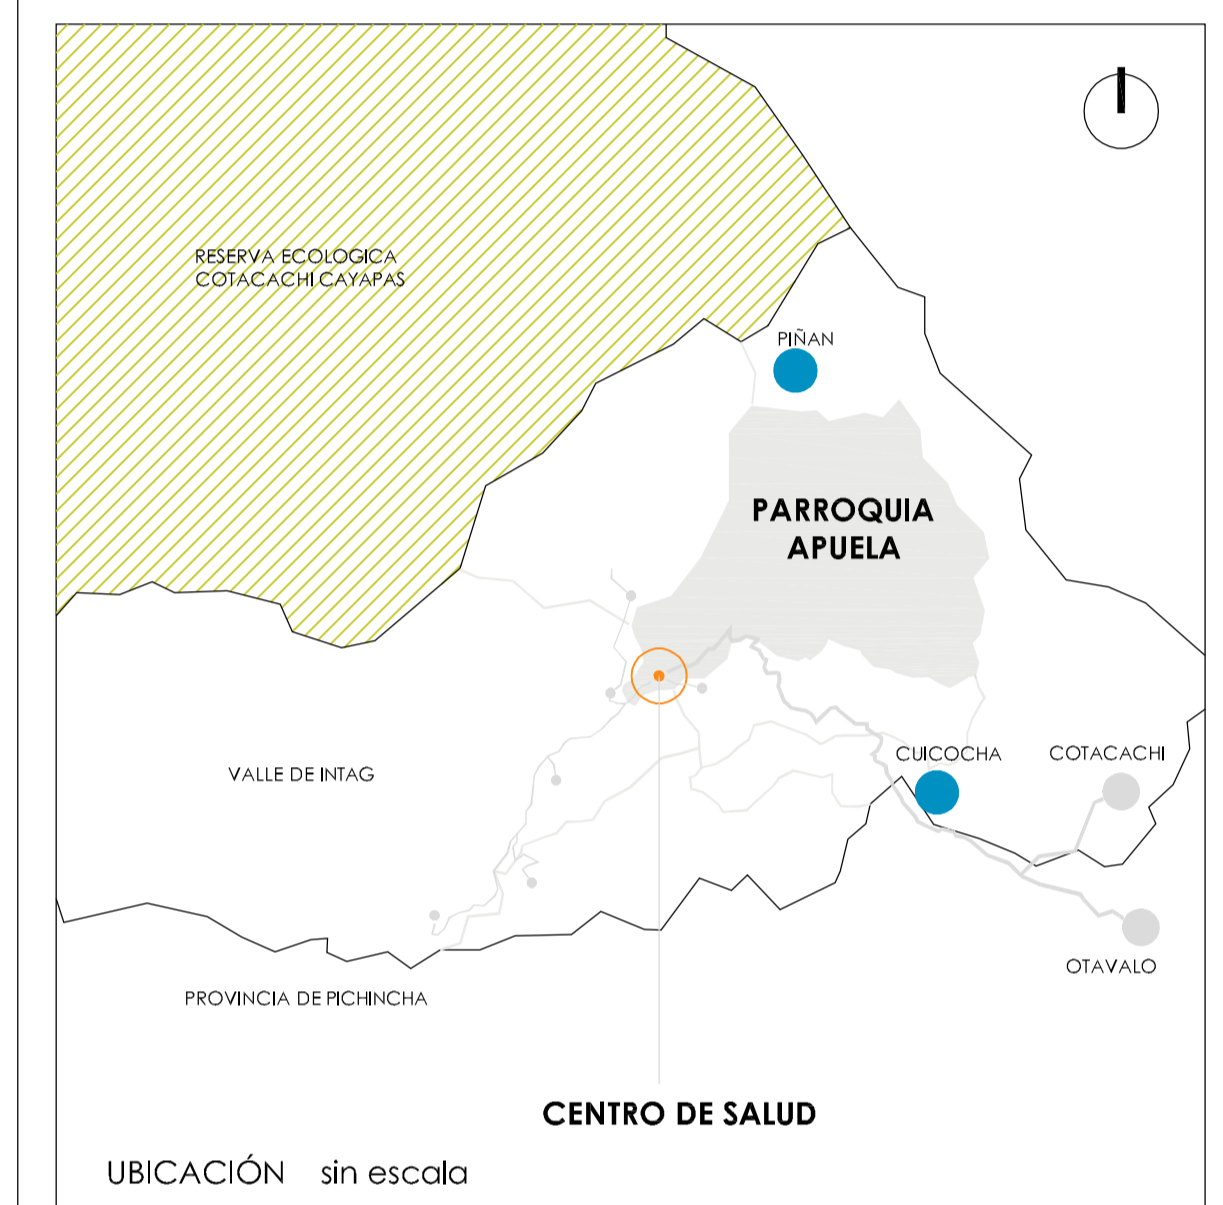 RESERVA ECOLOGICA
COTACACHI CAYAPAS
PIÑAN
PARROQUIA
APUELA
CUICOCHA
COTACACHI
VALLE DE INTAG
OTAVALO
PROVINCIA DE PICHINCHA
CENTRO DE SALUD
UBICACIÓN sin escala